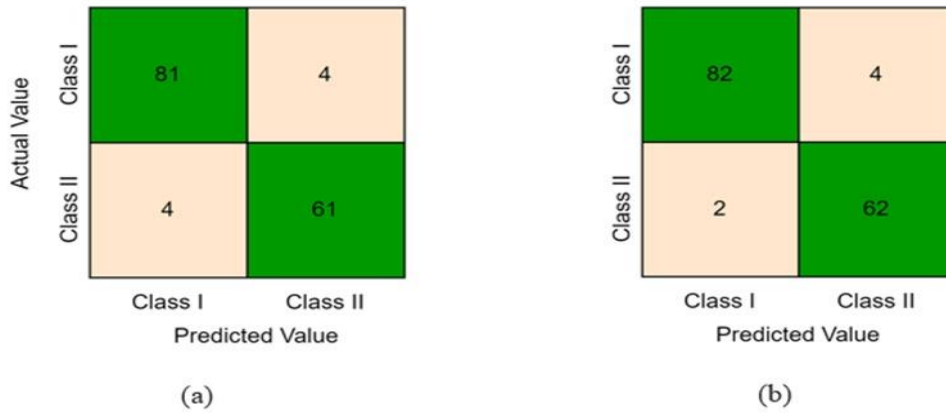 Actual Value
Class I
81
4
Class II
4
61
Class I
Class II
Predicted Value
(a)
Class I
82
4
Class II
2
62
Class I
Class II
Predicted Value
(b)